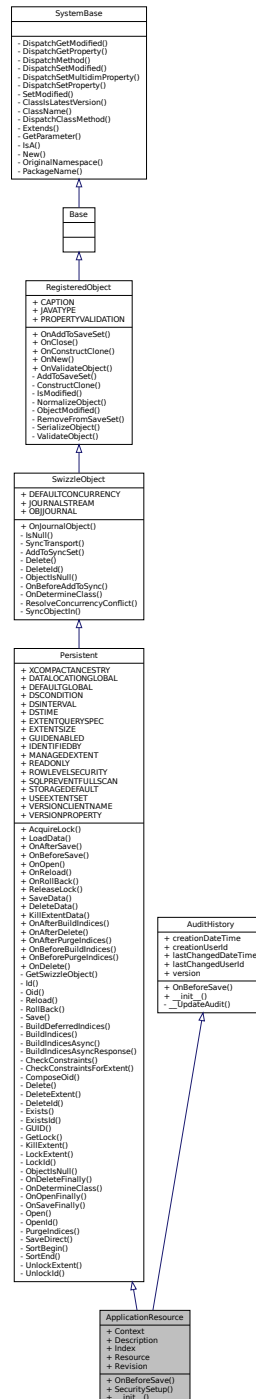 SystemBase
- DispatchGetModified()
- DispatchGetProperty()
- DispatchMethod()
- DispatchSetModified()
- DispatchSetMultidimProperty()
- DispatchSetProperty()
- SetModified()
- ClassIsLatestVersion()
- ClassName()
- DispatchClassMethod()
- Extends()
- GetParameter()
- IsA()
- New()
- OriginalNamespace()
- PackageName()
Base
RegisteredObject
+ CAPTION
+ JAVATYPE
+ PROPERTYVALIDATION
+ OnAddToSaveSet()
+ OnClose()
+ OnConstructClone()
+ OnNew()
+ OnValidateObject()
- AddToSaveSet()
- ConstructClone()
- IsModified()
- NormalizeObject()
- ObjectModified()
- RemoveFromSaveSet()
- SerializeObject()
- ValidateObject()
SwizzleObject
+ DEFAULTCONCURRENCY
+ JOURNALSTREAM
+ OBJJOURNAL
+ OnJournalObject()
- IsNull()
- SyncTransport()
- AddToSyncSet()
- Delete()
- DeleteId()
- ObjectIsNull()
- OnBeforeAddToSync()
- OnDetermineClass()
- ResolveConcurrencyConflict()
- SyncObjectIn()
Persistent
+ XCOMPACTANCESTRY
+ DATALOCATIONGLOBAL
+ DEFAULTGLOBAL
+ DSCONDITION
+ DSINTERVAL
+ DSTIME
+ EXTENTQUERYSPEC
+ EXTENTSIZE
+ GUIDENABLED
+ IDENTIFIEDBY
+ MANAGEDEXTENT
+ READONLY
+ ROWLEVELSECURITY
+ SQLPREVENTFULLSCAN
+ STORAGEDEFAULT
+ USEEXTENTSET
+ VERSIONCLIENTNAME
+ VERSIONPROPERTY
+ AcquireLock()
+ LoadData()
+ OnAfterSave()
+ OnBeforeSave()
+ OnOpen()
+ OnReload()
+ OnRollBack()
+ ReleaseLock()
+ SaveData()
+ DeleteData()
+ KillExtentData()
+ OnAfterBuildIndices()
+ OnAfterDelete()
+ OnAfterPurgeIndices()
+ OnBeforeBuildIndices()
+ OnBeforePurgeIndices()
+ OnDelete()
- GetSwizzleObject()
- Id()
- Oid()
- Reload()
- RollBack()
- Save()
- BuildDeferredIndices()
- BuildIndices()
- BuildIndicesAsync()
- BuildIndicesAsyncResponse()
- CheckConstraints()
- CheckConstraintsForExtent()
- ComposeOid()
- Delete()
- DeleteExtent()
- DeleteId()
- Exists()
- ExistsId()
- GUID()
- GetLock()
- KillExtent()
- LockExtent()
- LockId()
- ObjectIsNull()
- OnDeleteFinally()
- OnDetermineClass()
- OnOpenFinally()
- OnSaveFinally()
- Open()
- OpenId()
- PurgeIndices()
- SaveDirect()
- SortBegin()
- SortEnd()
- UnlockExtent()
- UnlockId()
AuditHistory
+ creationDateTime
+ creationUserId
+ lastChangedDateTime
+ lastChangedUserId
+ version
+ OnBeforeSave()
+ __init__()
- __UpdateAudit()
ApplicationResource
+ Context
+ Description
+ Index
+ Resource
+ Revision
+ OnBeforeSave()
+ SecuritySetup()
+ __init__()